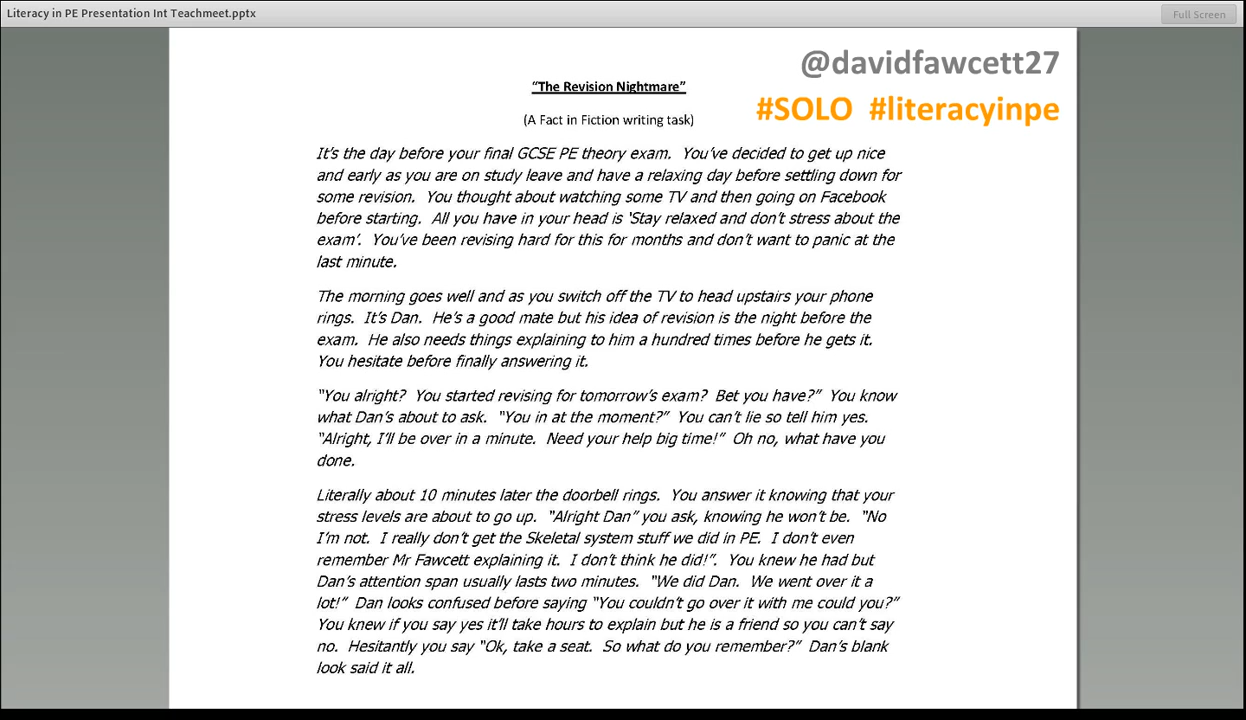 Literacy in PE Presentation Int Teachmeet.pptx
Full Screen
@davidfawcett27
#SOLO #literacyinpe
“The Revision Nightmare”
(A Fact in Fiction writing task)
It’s the day before your final GCSE PE theory exam. You’ve decided to get up nice
and early as you are on study leave and have a relaxing day before settling down for
some revision. You thought about watching some TV and then going on Facebook
before starting. All you have in your head is ‘Stay relaxed and don’t stress about the
exam’. You’ve been revising hard for this for months and don’t want to panic at the
last minute.
The morning goes well and as you switch off the TV to head upstairs your phone
rings. It’s Dan. He’s a good mate but his idea of revision is the night before the
exam. He also needs things explaining to him a hundred times before he gets it.
You hesitate before finally answering it.
“You alright? You started revising for tomorrow’s exam? Bet you have?” You know
what Dan’s about to ask. “You in at the moment?” You can’t lie so tell him yes.
“Alright, I’ll be over in a minute. Need your help big time!” Oh no, what have you
done.
Literally about 10 minutes later the doorbell rings. You answer it knowing that your
stress levels are about to go up. “Alright Dan” you ask, knowing he won’t be. “No
I’m not. I really don’t get the Skeletal system stuff we did in PE. I don’t even
remember Mr Fawcett explaining it. I don’t think he did!”. You knew he had but
Dan’s attention span usually lasts two minutes. “We did Dan. We went over it a
lot!” Dan looks confused before saying “You couldn’t go over it with me could you?”
You knew if you say yes it’ll take hours to explain but he is a friend so you can’t say
no. Hesitantly you say “Ok, take a seat. So what do you remember?” Dan’s blank
look said it all.